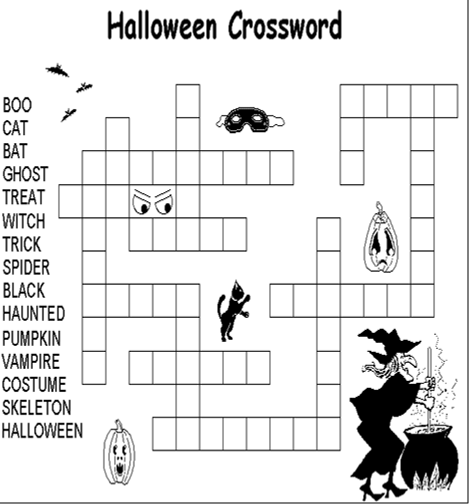 Halloween Crossword
BOO
CAT
BAT
GHOST
TREAT
WITCH
TRICK
SPIDER
BLACK
HAUNTED
PUMPKIN
VAMPIRE
COSTUME
SKELETON
HALLOWEEN